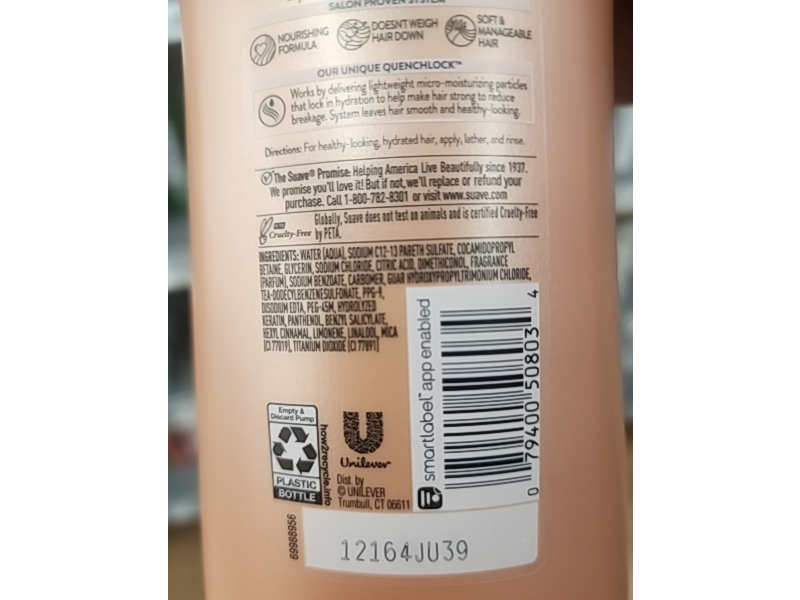 SALON PROVEN SYSTEM
NOURISHING
FORMULA
DOESN'T WEIGH
HAIR DOWN
SOFT &
MANAGEABLE
HAIR
OUR UNIQUE QUENCHLOCK™
Works by delivering lightweight micro-moisturizing particles
that lock in hydration to help make hair strong to reduce
breakage. System leaves hair smooth and healthy-looking.
Directions: For healthy-looking, hydrated hair, apply, lather, and rinse.
The Suave® Promise: Helping America Live Beautifully since 1937.
We promise you'll love it! But if not, we'll replace or refund your
purchase. Call 1-800-782-8301 or visit www.suave.com
Cruelty-Free
Globally, Suave does not test on animals and is certified Cruelty-Free
by PETA.
INGREDIENTS: WATER (AQUA), SODIUM C12-13 PARETH SULFATE, COCAMIDOPROPYL
BETAINE, GLYCERIN, SODIUM CHLORIDE, CITRIC ACID, DIMETHICONOL, FRAGRANCE
(PARFUM), SODIUM BENZOATE, CARBOMER, GUAR HYDROXYPROPYLTRIMONIUM CHLORIDE,
TEA-DODECYLBENZENESULFONATE, PPG-9,
DISODIUM EDTA, PEG-45M, HYDROLYZED
KERATIN, PANTHENOL, BENZYL SALICYLATE,
HEXYL CINNAMAL, LIMONENE, LINALOOL, MICA
(CI 77019), TITANIUM DIOXIDE (CI 77891)
smartlabel™ app enabled
0 79400 50803 4
Empty &
Discard Pump
PLASTIC
BOTTLE
how2recycle.info
Unilever
Dist. by
© UNILEVER
Trumbull, CT 06611
69988956
12164JU39